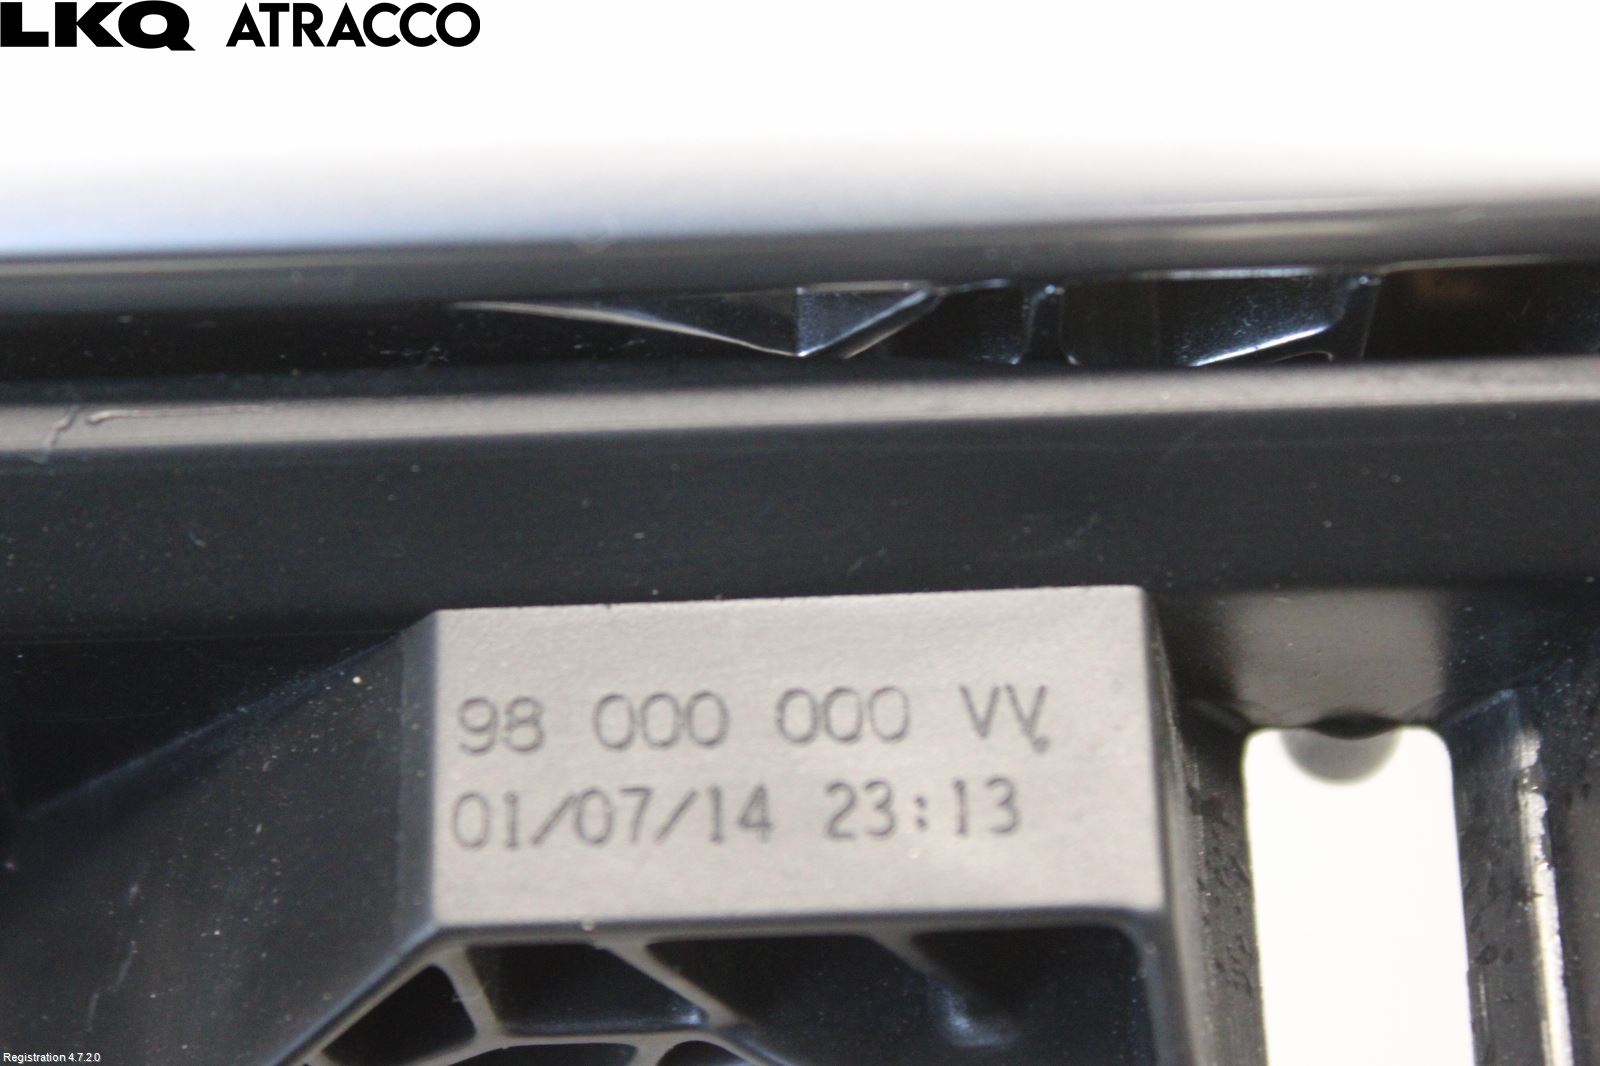 LKQ ATRACCO
98 000 000 VV
01/07/14 23:13
Registration 4.7.2.0